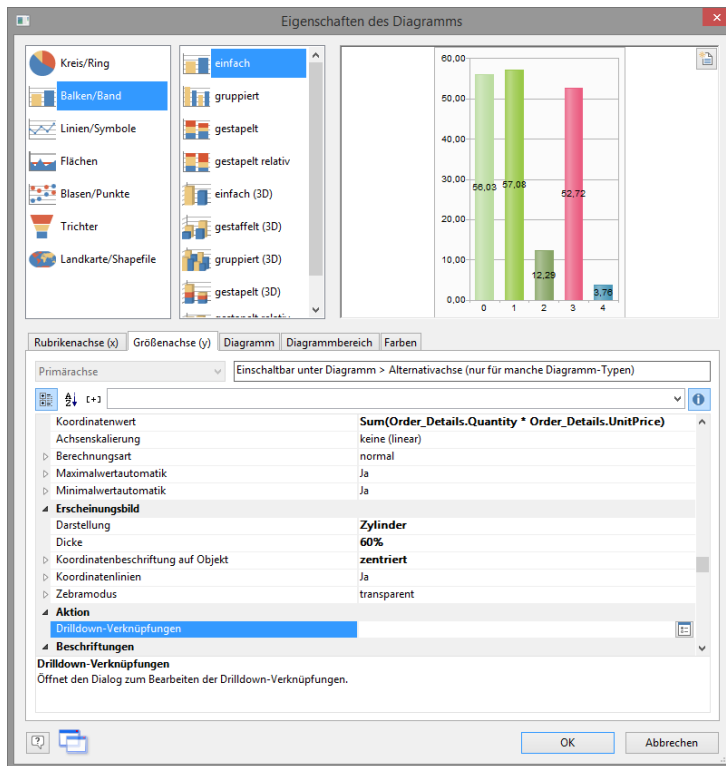 Eigenschaften des Diagramms
Kreis/Ring
Balken/Band
Linien/Symbole
Flächen
Blasen/Punkte
Trichter
Landkarte/Shapefile
einfach
gruppiert
gestapelt
gestapelt relativ
einfach (3D)
gestaffelt (3D)
gruppiert (3D)
gestapelt (3D)
gestapelt relativ
60,00
50,00
40,00
30,00
20,00
10,00
0,00
56,03
57,08
12,29
52,72
3,76
0 1 2 3 4
Rubrikenachse (x) Größenachse (y) Diagramm Diagrammbereich Farben
Primärachse Einschaltbar unter Diagramm > Alternativachse (nur für manche Diagramm-Typen)
Koordinatenwert Sum(Order_Details.Quantity * Order_Details.UnitPrice)
Achsenskalierung keine (linear)
Berechnungsart normal
Maximalwertautomatik Ja
Minimalwertautomatik Ja
Erscheinungsbild
Darstellung Zylinder
Dicke 60%
Koordinatenbeschriftung auf Objekt zentriert
Koordinatenlinien Ja
Zebramodus transparent
Aktion
Drilldown-Verknüpfungen
Beschriftungen
Drilldown-Verknüpfungen
Öffnet den Dialog zum Bearbeiten der Drilldown-Verknüpfungen.
OK Abbrechen